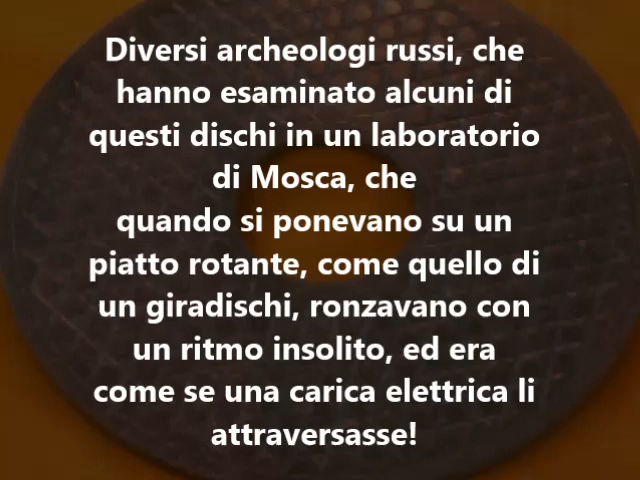 Diversi archeologi russi, che
hanno esaminato alcuni di
questi dischi in un laboratorio
di Mosca, che
quando si ponevano su un
piatto rotante, come quello di
un giradischi, ronzavano con
un ritmo insolito, ed era
come se una carica elettrica li
attraversasse!